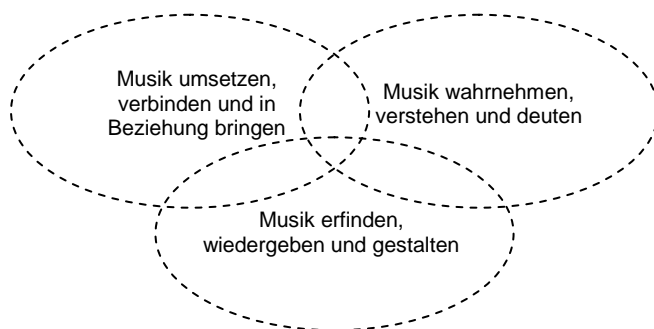 Musik umsetzen,
verbinden und in
Beziehung bringen
Musik wahrnehmen,
verstehen und deuten
Musik erfinden,
wiedergeben und gestalten